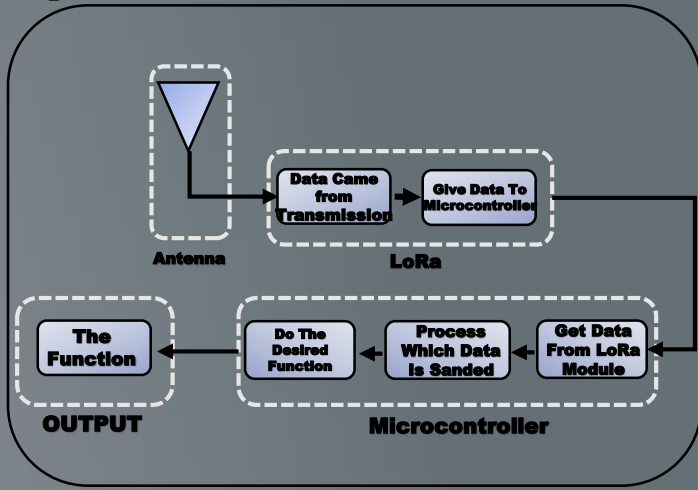 Data Came
from
Transmission
Give Data To
Microcontroller
Antenna
LoRa
The
Function
Do The
Desired
Function
Process
Which Data
is Sanded
Get Data
From LoRa
Module
OUTPUT
Microcontroller